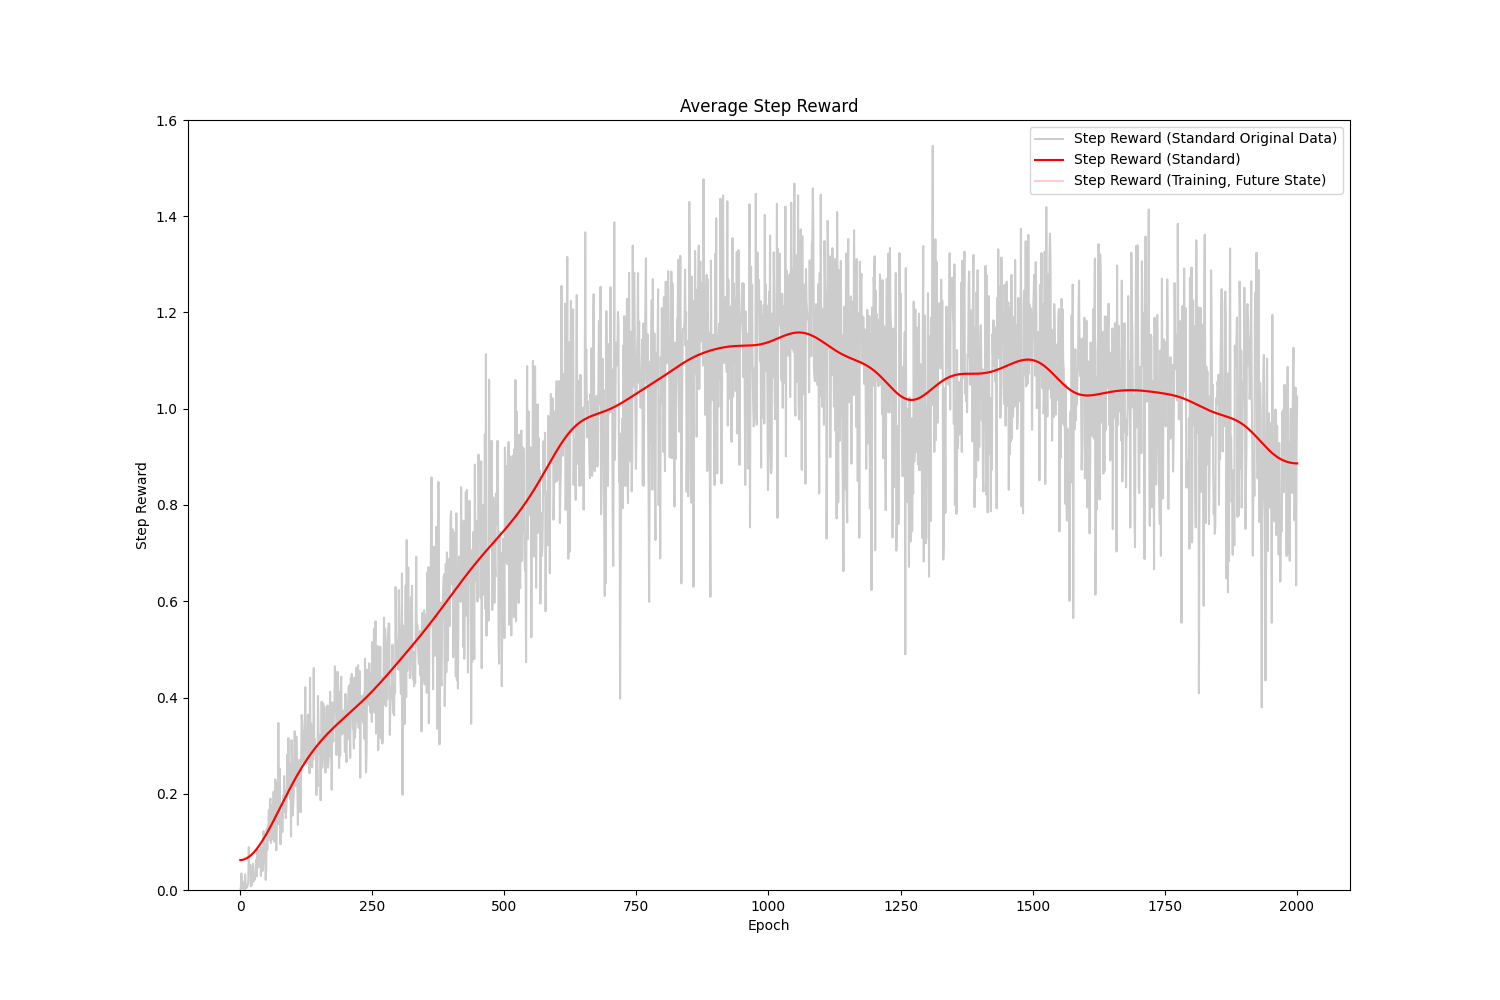 Average Step Reward
Step Reward (Standard Original Data)
Step Reward (Standard)
Step Reward (Training, Future State)
Step Reward
1.6
1.4
1.2
1.0
0.8
0.6
0.4
0.2
0.0
0 250 500 750 1000 1250 1500 1750 2000
Epoch